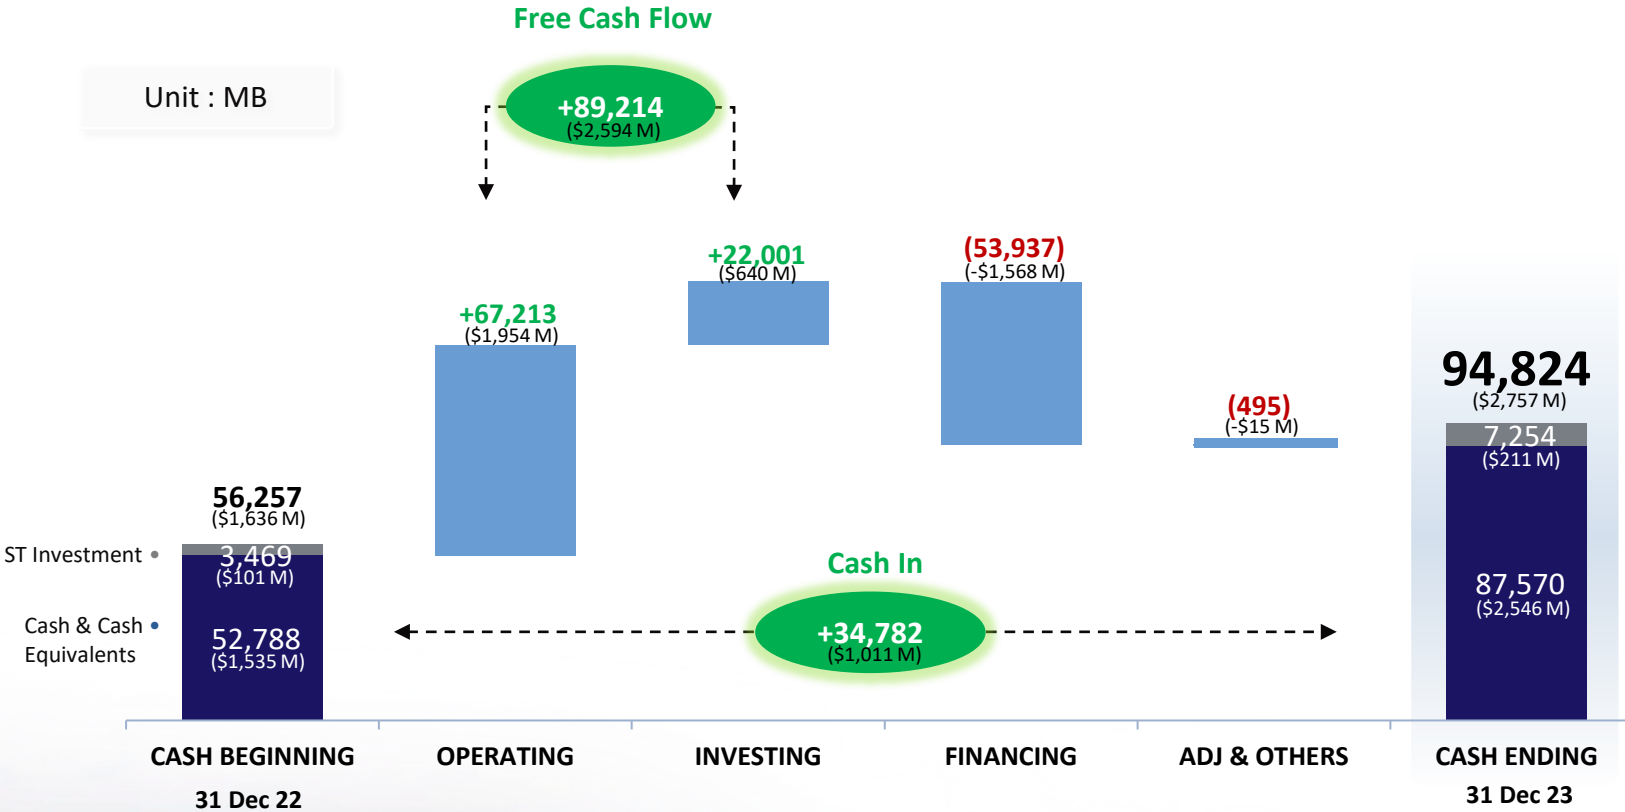 Free Cash Flow
Unit : MB
+89,214
($2,594 M)
+22,001
($640 M)
(53,937)
(-$1,568 M)
+67,213
($1,954 M)
94,824
($2,757 M)
(495)
(-$15 M)
7,254
($211 M)
56,257
($1,636 M)
ST Investment •
3,469
($101 M)
Cash In
87,570
($2,546 M)
Cash & Cash •
Equivalents
52,788
($1,535 M)
+34,782
($1,011 M)
CASH BEGINNING
OPERATING
INVESTING
FINANCING
ADJ & OTHERS
CASH ENDING
31 Dec 22
31 Dec 23